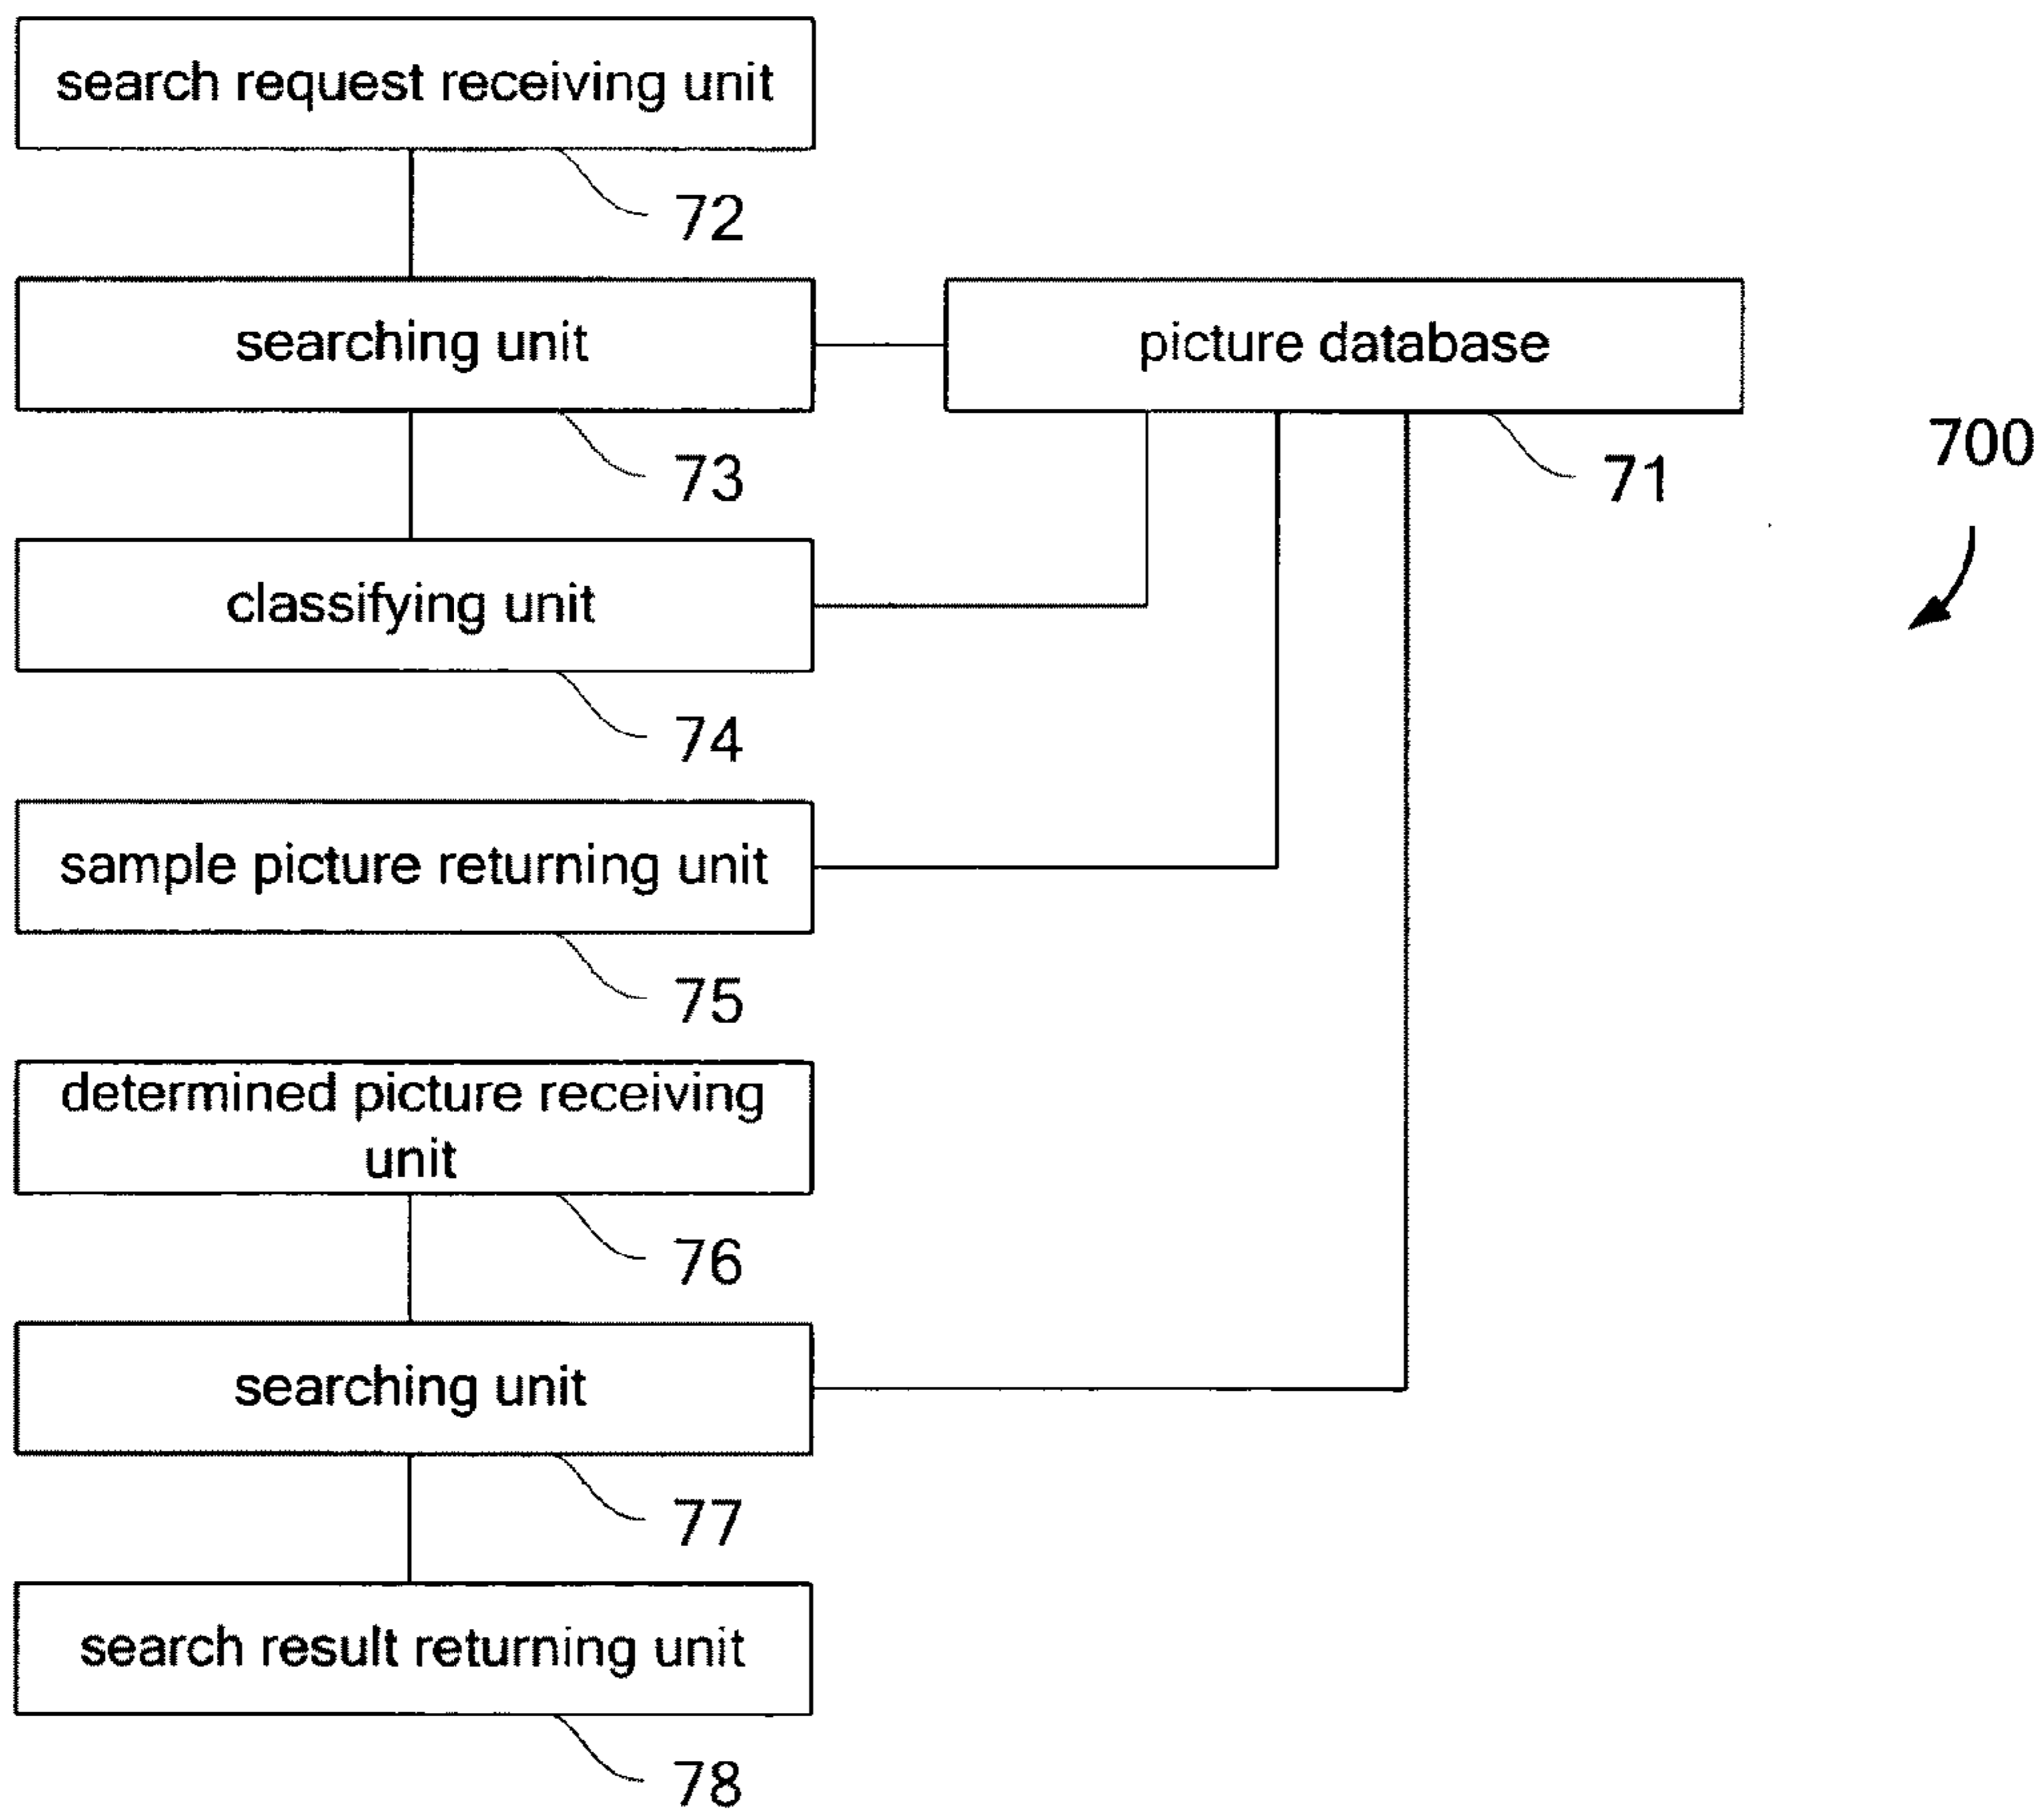 search request receiving unit
72
searching unit
picture database
73
71
700
classifying unit
74
sample picture returning unit
75
determined picture receiving
unit
76
searching unit
77
search result returning unit
78